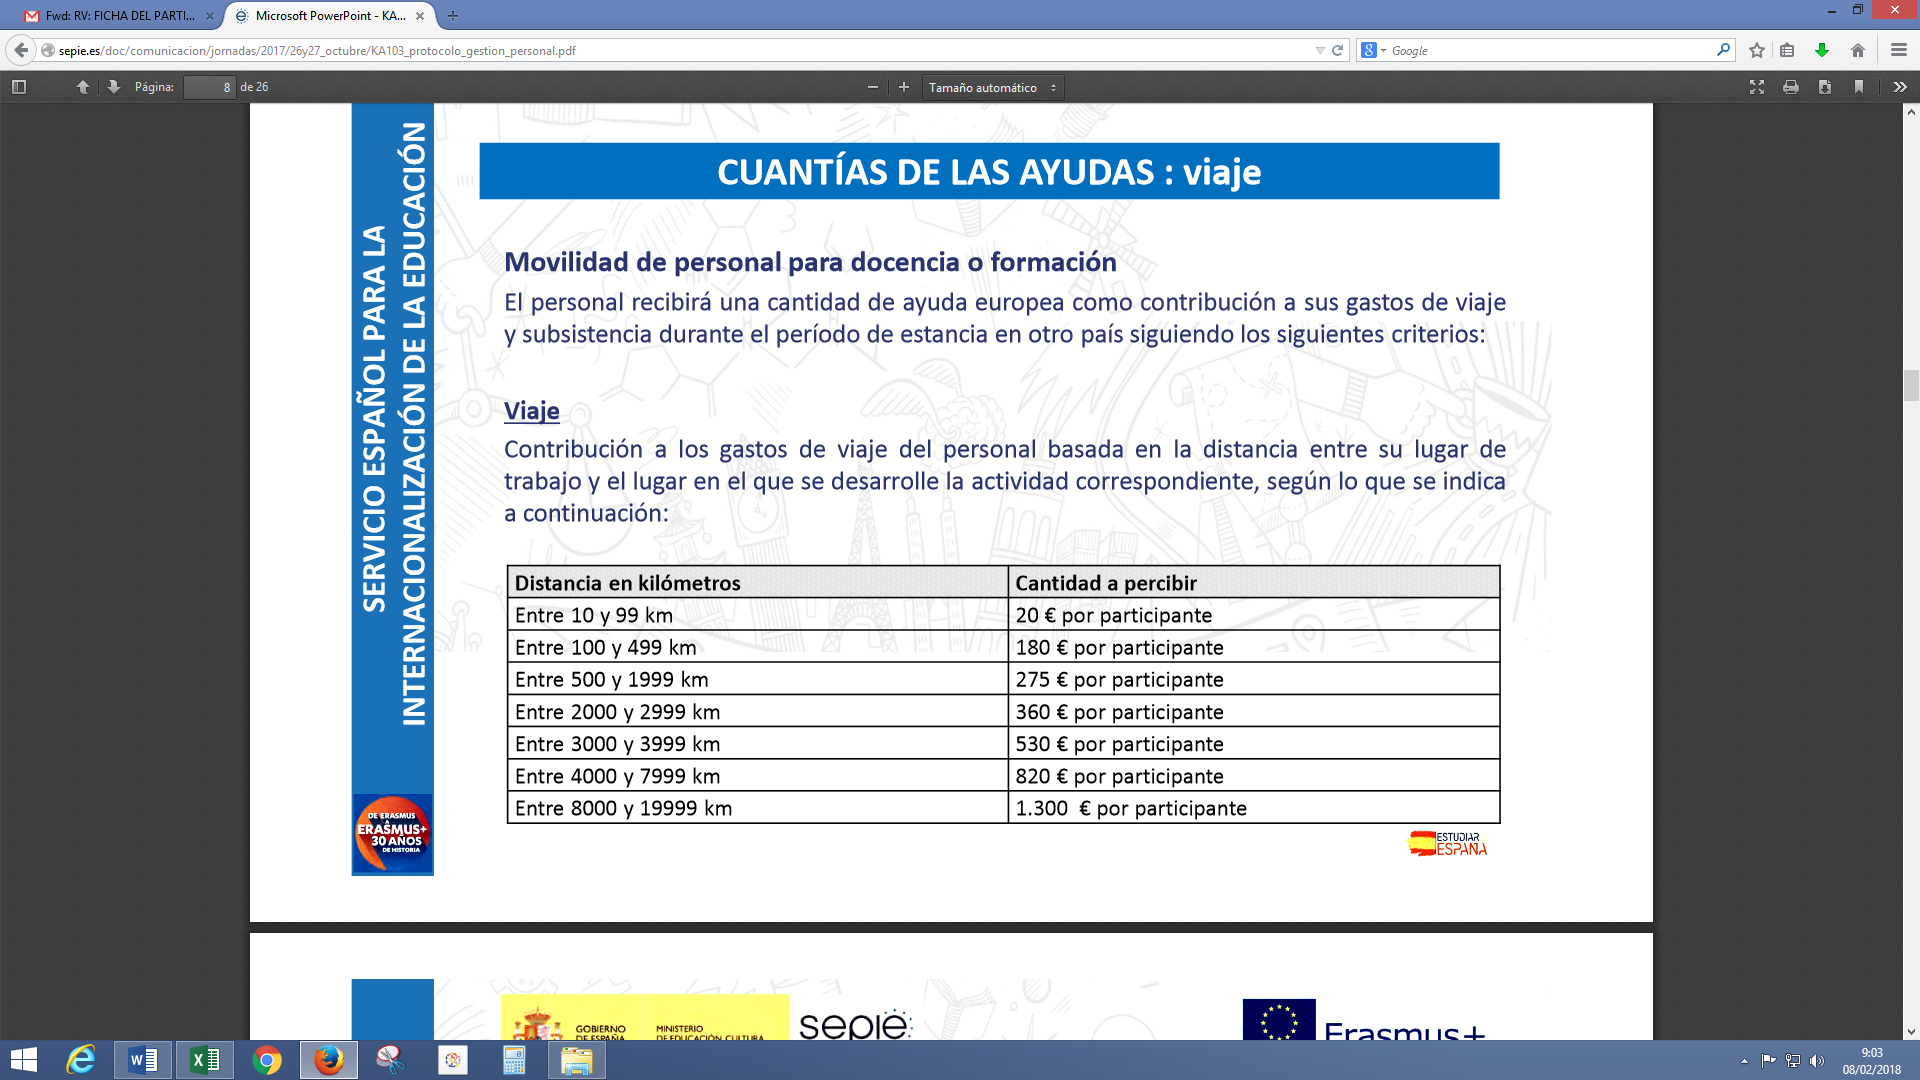 Fwd: RV: FICHA DEL PARTI...
Microsoft PowerPoint - KA...
sepie.es/doc/comunicacion/jornadas/2017/26y27_octubre/KA103_protocolo_gestion_personal.pdf
Google
Página: 8 de 26
Tamaño automático
SERVICIO ESPAÑOL PARA LA
INTERNACIONALIZACIÓN DE LA EDUCACIÓN
CUANTÍAS DE LAS AYUDAS : viaje
Movilidad de personal para docencia o formación
El personal recibirá una cantidad de ayuda europea como contribución a sus gastos de viaje
y subsistencia durante el período de estancia en otro país siguiendo los siguientes criterios:
Viaje
Contribución a los gastos de viaje del personal basada en la distancia entre su lugar de
trabajo y el lugar en el que se desarrolle la actividad correspondiente, según lo que se indica
a continuación:
Distancia en kilómetros Cantidad a percibir
Entre 10 y 99 km 20 € por participante
Entre 100 y 499 km 180 € por participante
Entre 500 y 1999 km 275 € por participante
Entre 2000 y 2999 km 360 € por participante
Entre 3000 y 3999 km 530 € por participante
Entre 4000 y 7999 km 820 € por participante
Entre 8000 y 19999 km 1.300 € por participante
DE ERASMUS
A
ERASMUS+
30 AÑOS
DE HISTORIA
ESTUDIAR
ESPAÑA
GOBIERNO
DE ESPAÑA
MINISTERIO
DE EDUCACIÓN, CULTURA
sepie
Erasmus+
9:03
08/02/2018